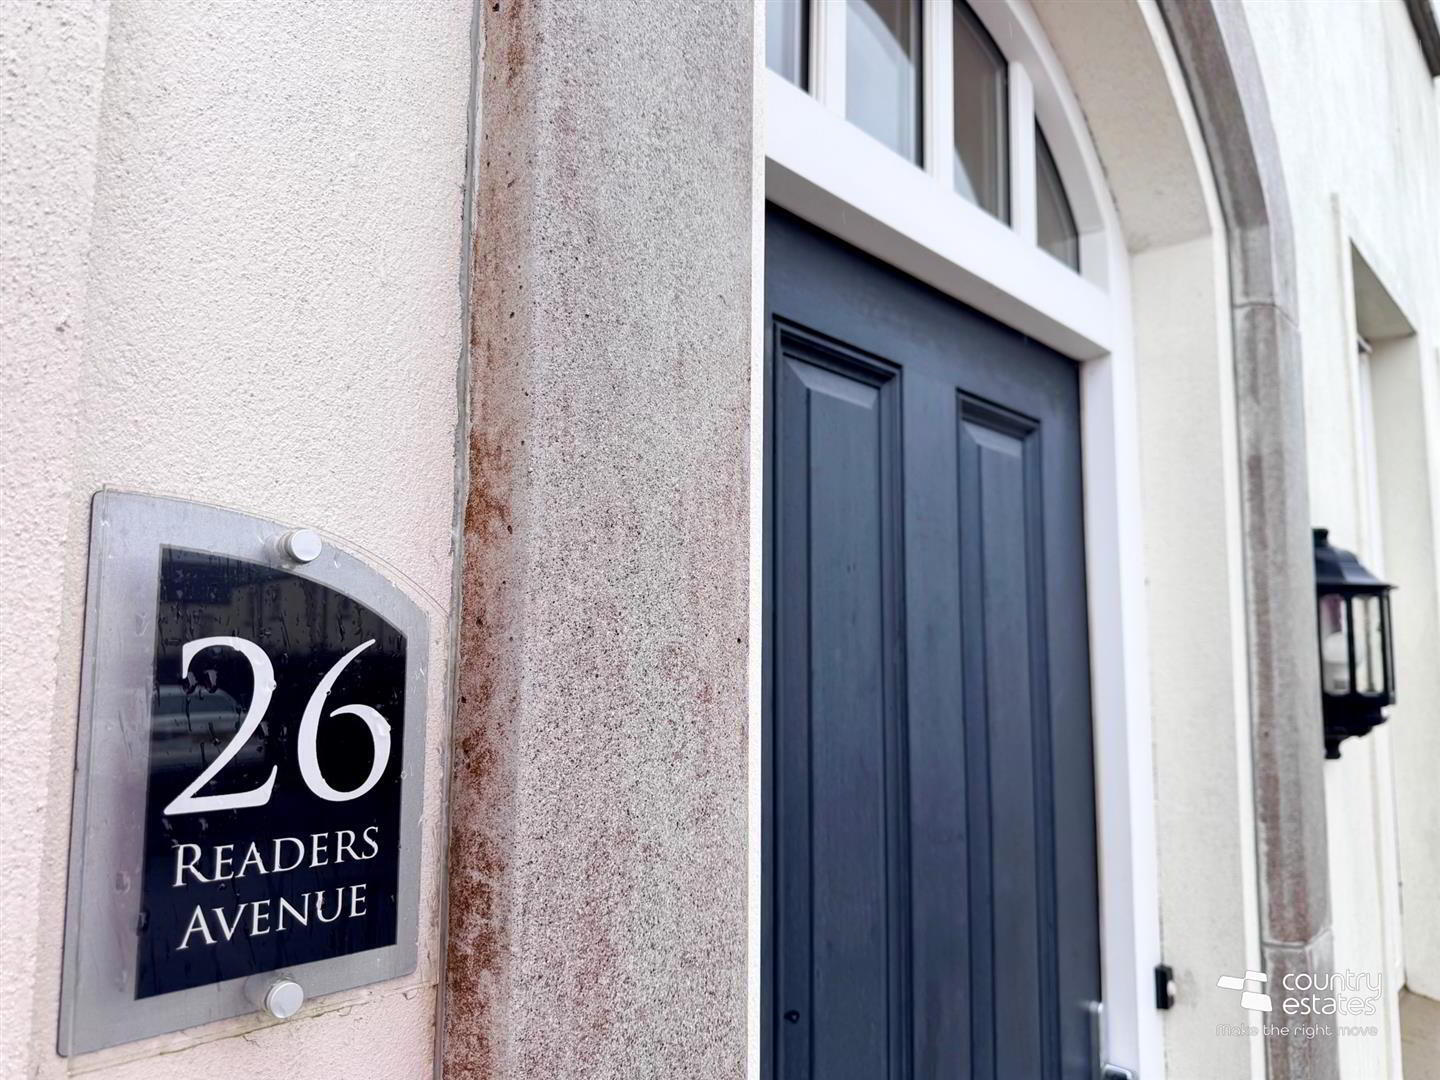 26
READERS
AVENUE
country
estates
Make the right move